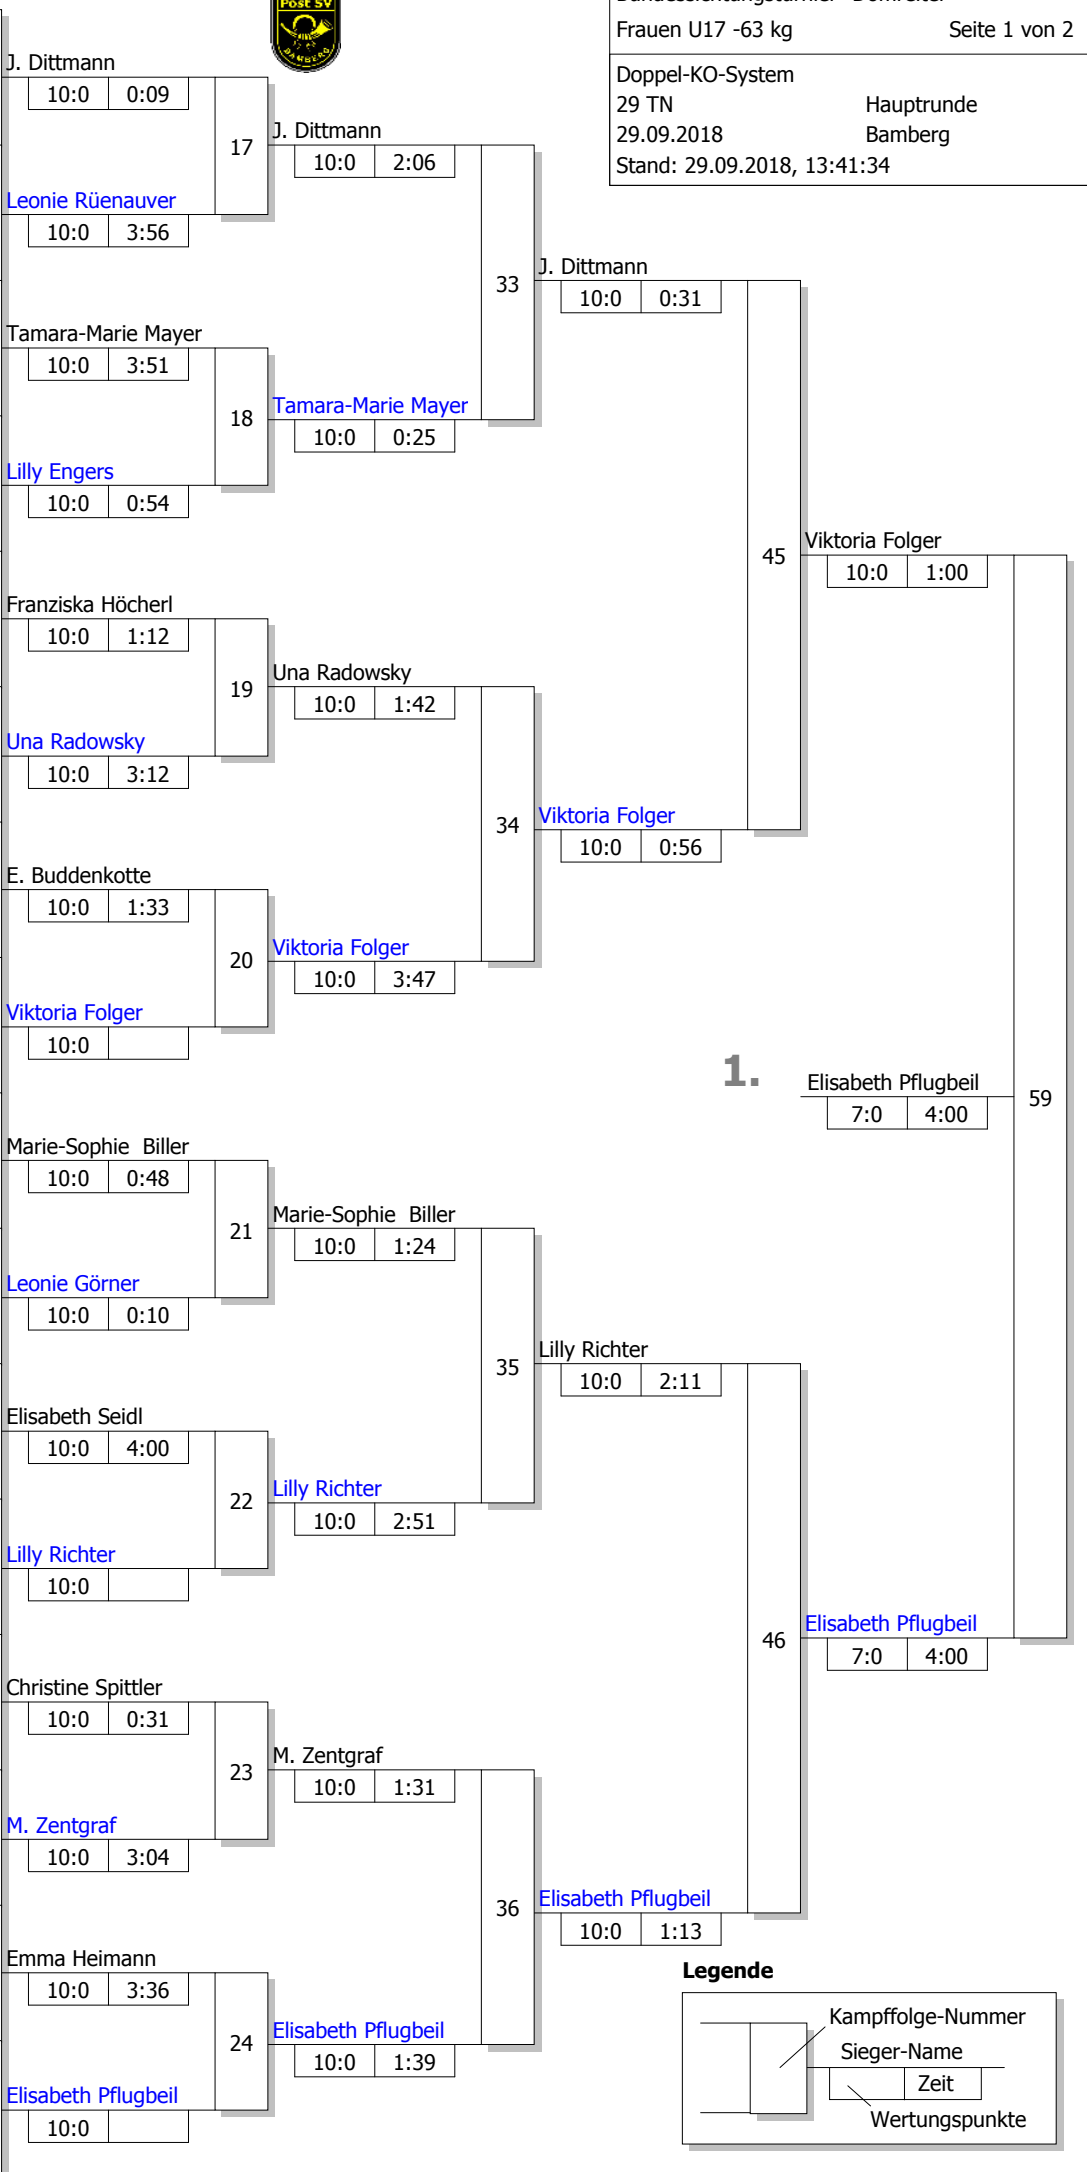 Post SV
BAMBERG
Frauen U17 -63 kg Seite 1 von 2
Doppel-KO-System
29 TN Hauptrunde
29.09.2018 Bamberg
Stand: 29.09.2018, 13:41:34
J. Dittmann
10:0 0:09
17
Leonie Rüenauver
10:0 3:56
Tamara-Marie Mayer
10:0 3:51
18
Lilly Engers
10:0 0:54
Franziska Höcherl
10:0 1:12
19
Una Radowsky
10:0 3:12
E. Buddenkotte
10:0 1:33
20
Viktoria Folger
10:0
Marie-Sophie Biller
10:0 0:48
21
Leonie Görner
10:0 0:10
Elisabeth Seidl
10:0 4:00
22
Lilly Richter
10:0
Christine Spittler
10:0 0:31
23
M. Zentgraf
10:0 3:04
Emma Heimann
10:0 3:36
24
Elisabeth Pflugbeil
10:0
J. Dittmann
10:0 2:06
33
Tamara-Marie Mayer
10:0 0:25
Una Radowsky
10:0 1:42
34
Viktoria Folger
10:0 3:47
Marie-Sophie Biller
10:0 1:24
35
Lilly Richter
10:0 2:51
M. Zentgraf
10:0 1:31
36
Elisabeth Pflugbeil
10:0 1:39
J. Dittmann
10:0 0:31
45
Viktoria Folger
10:0 0:56
Lilly Richter
10:0 2:11
46
Elisabeth Pflugbeil
10:0 1:13
Viktoria Folger
10:0 1:00
1. Elisabeth Pflugbeil
7:0 4:00
59
Elisabeth Pflugbeil
7:0 4:00
Legende
Kampffolge-Nummer
Sieger-Name
Zeit
Wertungspunkte